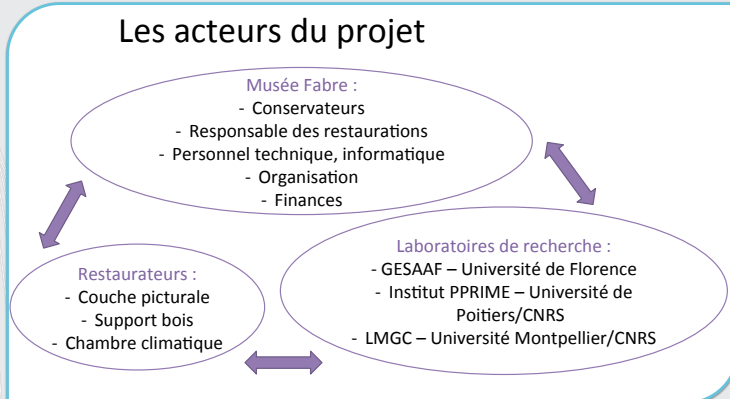 Les acteurs du projet
Musée Fabre :
- Conservateurs
- Responsable des restaurations
- Personnel technique, informatique
- Organisation
- Finances
Restaurateurs :
- Couche picturale
- Support bois
- Chambre climatique
Laboratoires de recherche :
- GESAAF – Université de Florence
- Institut PPRIME – Université de
Poitiers/CNRS
- LMGC – Université Montpellier/CNRS